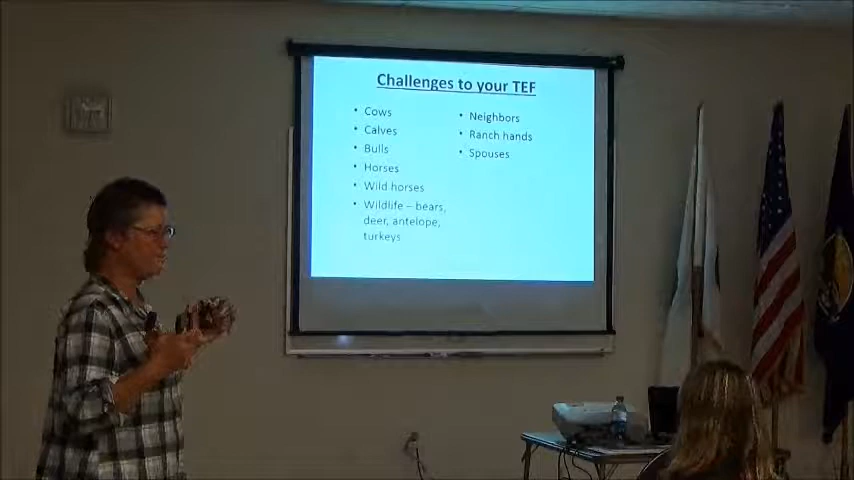 Challenges to your TEF
• Cows
• Calves
• Bulls
• Horses
• Wild horses
• Wildlife – bears,
deer, antelope,
turkeys
• Neighbors
• Ranch hands
• Spouses